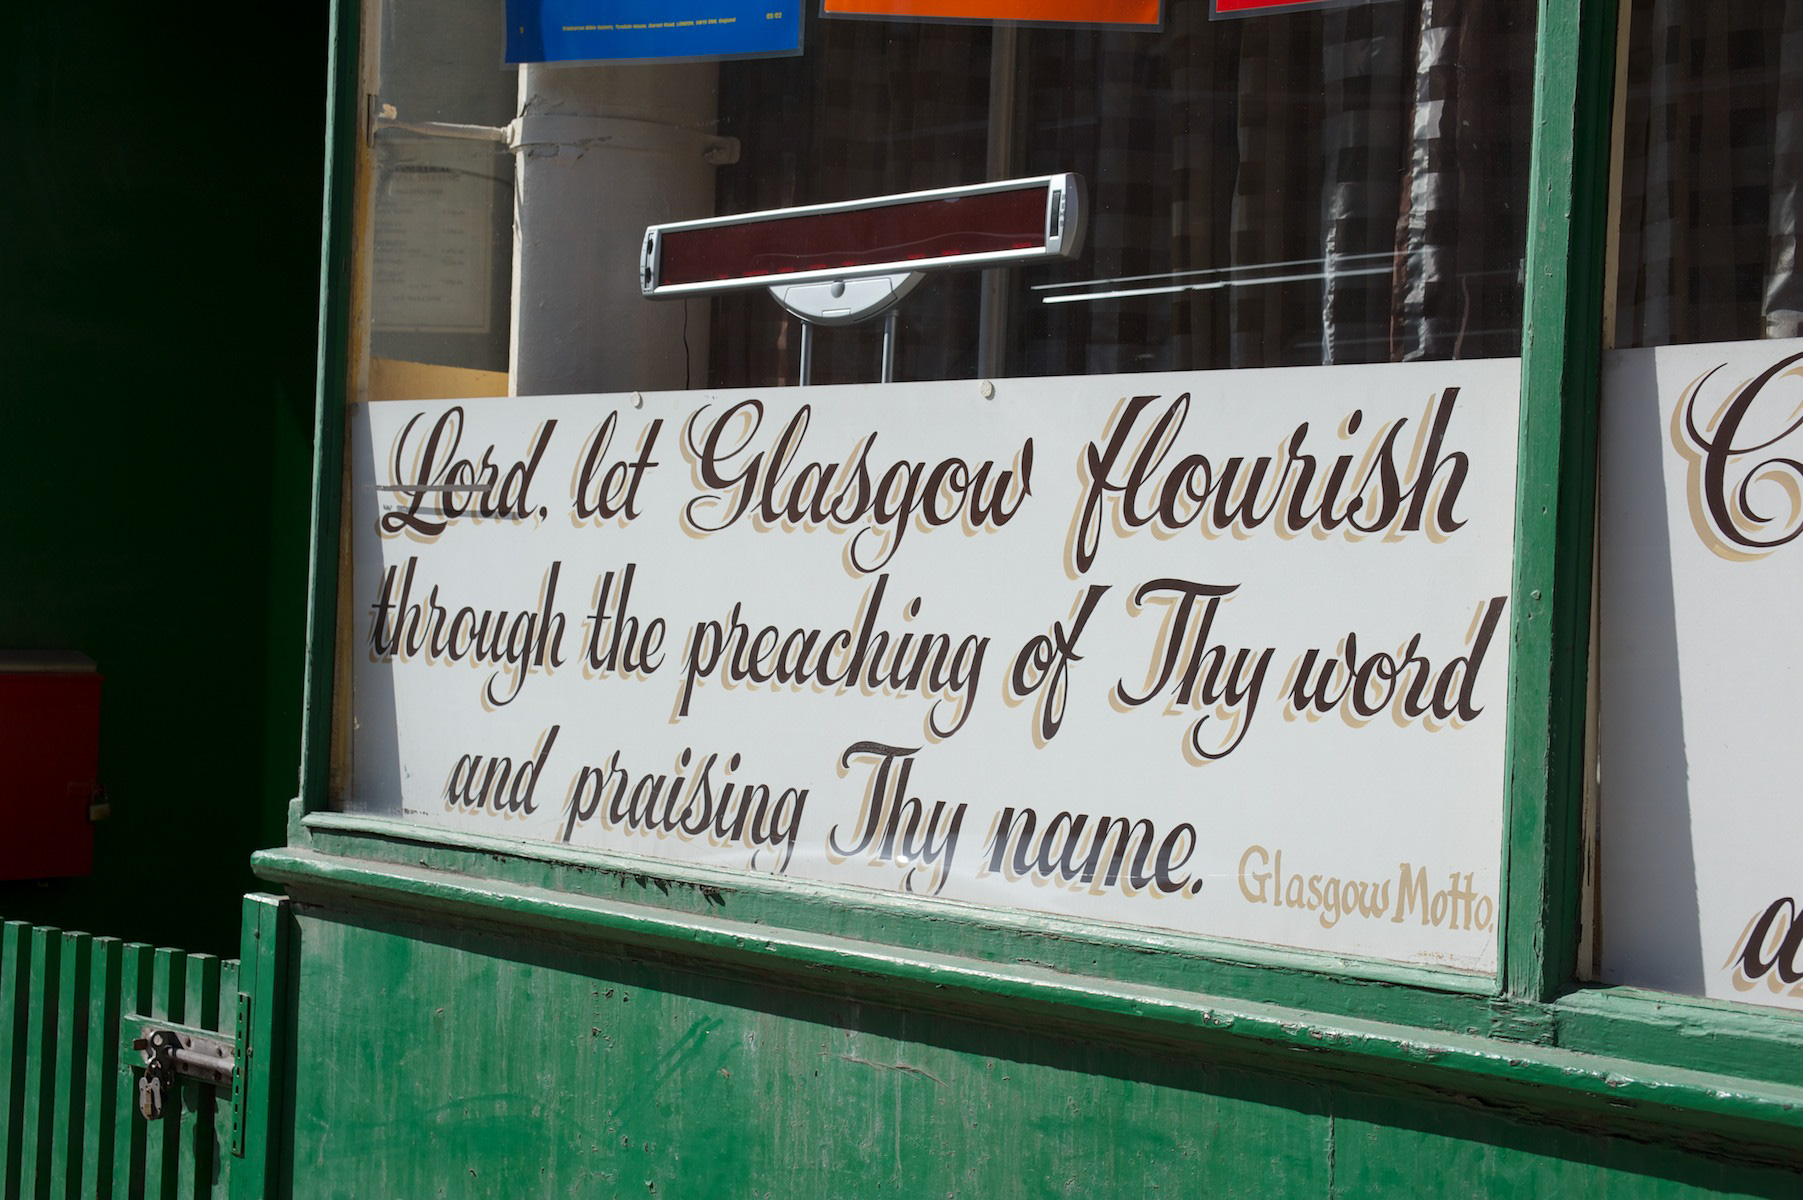 Lord, let Glasgow flourish
through the preaching of Thy word
and praising Thy name.
Glasgow Motto.